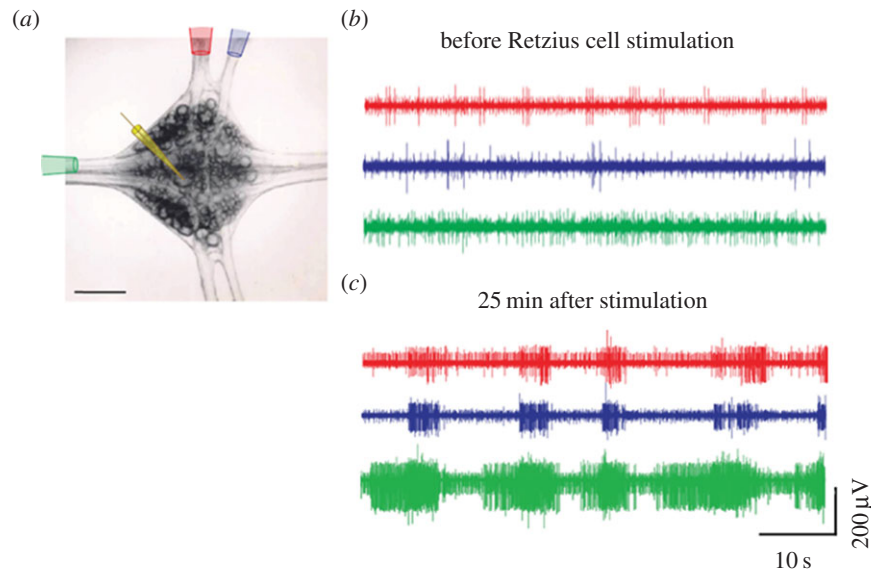 (a)
(b)
before Retzius cell stimulation
(c)
25 min after stimulation
200 µV
10 s